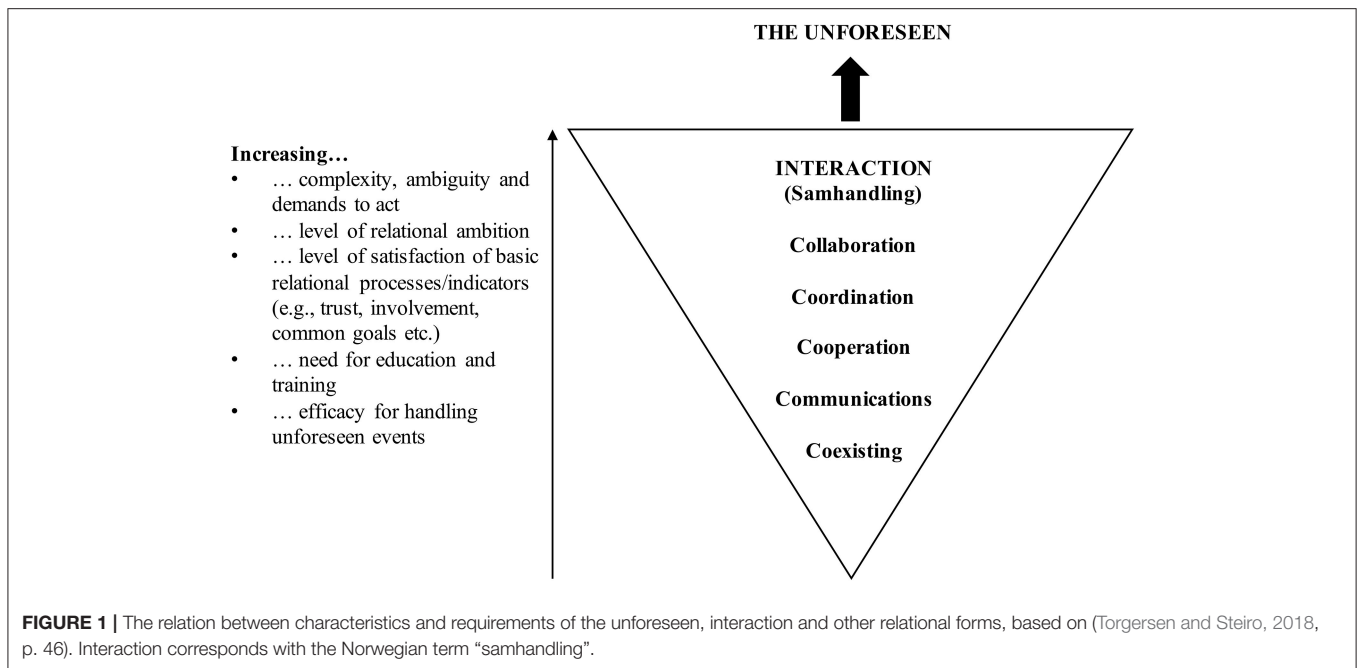 THE UNFORESEEN
Increasing…
• … complexity, ambiguity and
demands to act
• … level of relational ambition
• … level of satisfaction of basic
relational processes/indicators
(e.g., trust, involvement,
common goals etc.)
• … need for education and
training
• … efficacy for handling
unforeseen events
INTERACTION
(Samhandling)
Collaboration
Coordination
Cooperation
Communications
Coexisting
FIGURE 1 | The relation between characteristics and requirements of the unforeseen, interaction and other relational forms, based on (Torgersen and Steiro, 2018,
p. 46). Interaction corresponds with the Norwegian term “samhandling”.